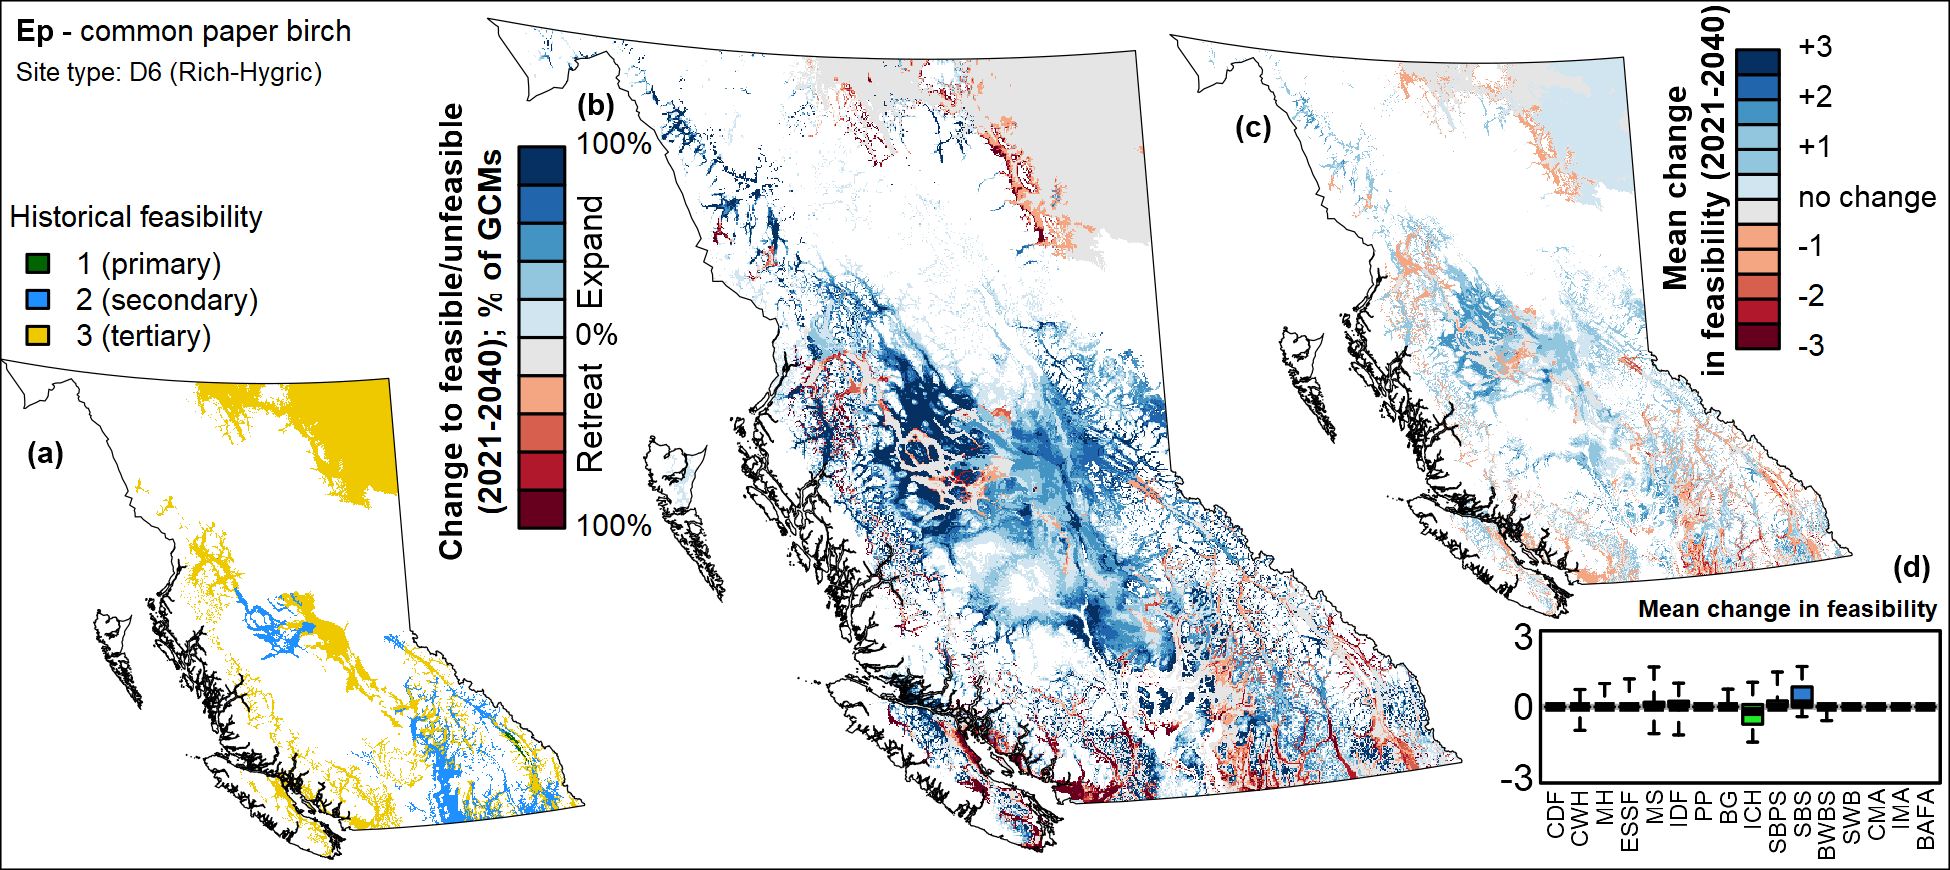 Ep - common paper birch
Site type: D6 (Rich-Hygric)
Historical feasibility
1 (primary)
2 (secondary)
3 (tertiary)
(a)
(b)
Change to feasible/unfeasible
(2021-2040); % of GCMs
100%
Expand
0%
Retreat
100%
(c)
Mean change
in feasibility (2021-2040)
+3
+2
+1
no change
-1
-2
-3
(d)
Mean change in feasibility
3
0
-3
CDF
CWH
MH
ESSF
MS
IDF
PP
BG
ICH
SBPS
SBS
BWBS
SWB
CMA
IMA
BAFA